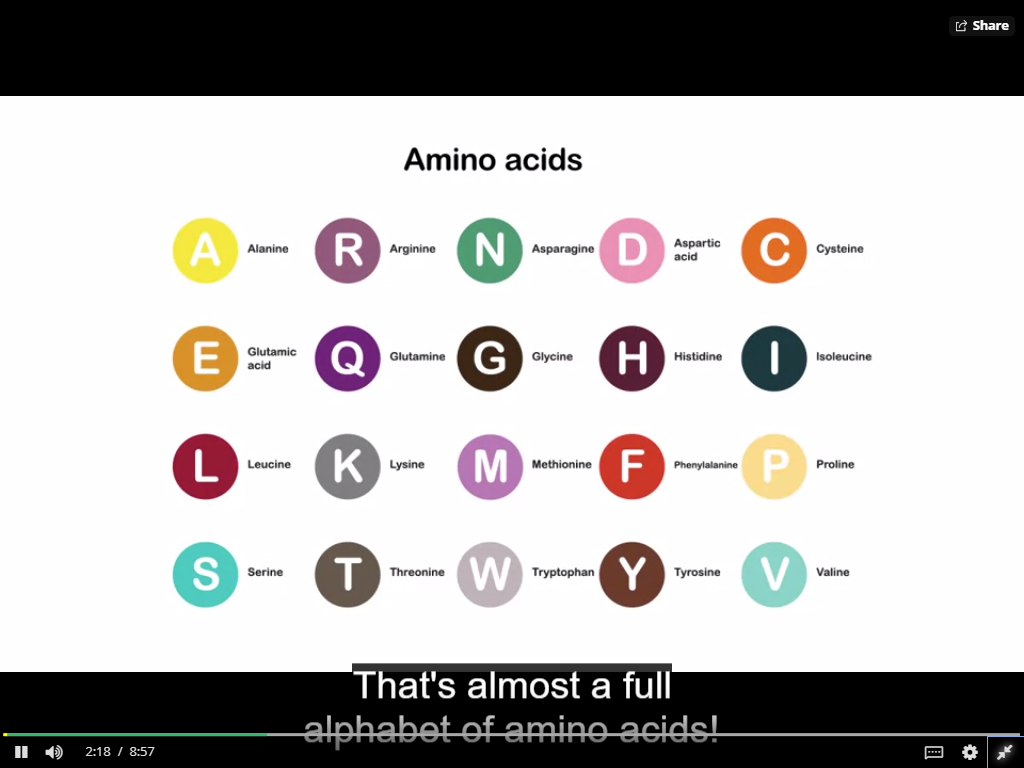 Share
Amino acids
A Alanine R Arginine N Asparagine D Aspartic acid C Cysteine
E Glutamic acid Q Glutamine G Glycine H Histidine I Isoleucine
L Leucine K Lysine M Methionine F Phenylalanine P Proline
S Serine T Threonine W Tryptophan Y Tyrosine V Valine
That's almost a full
alphabet of amino acids!
2:18 / 8:57